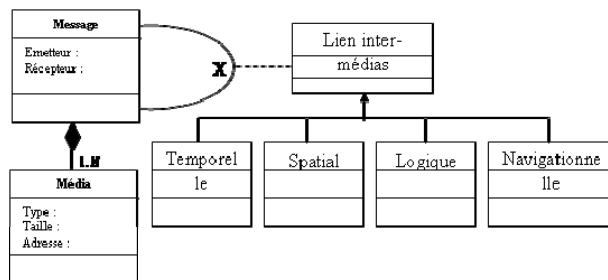 Message
Emetteur :
Récepteur :
X
Lien inter-
médias
1..N
Média
Type :
Taille :
Adresse :
Temporel
le
Spatial
Logique
Navigationne
lle